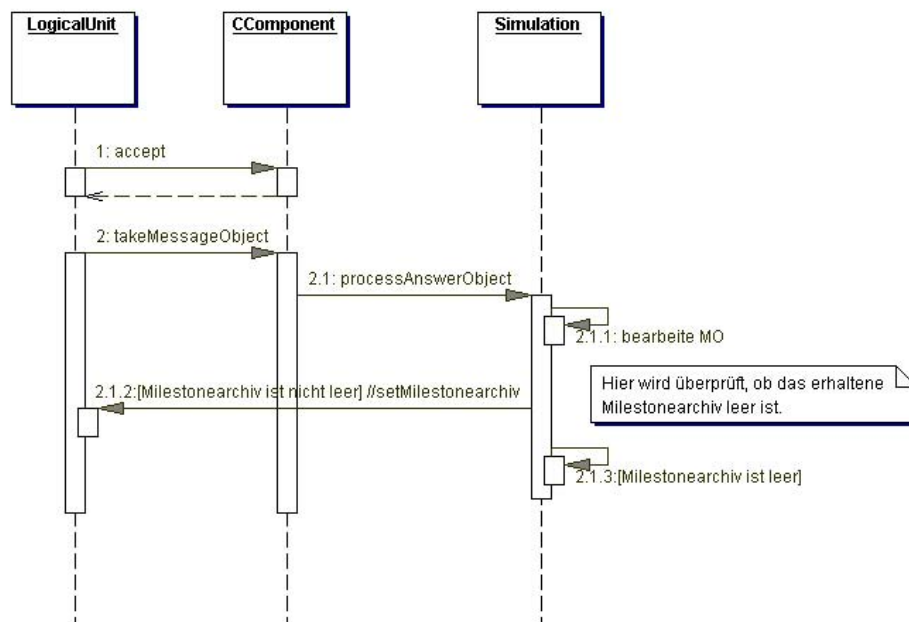 LogicalUnit
CComponent
Simulation
1: accept
2: takeMessageObject
2.1: processAnswerObject
2.1.1: bearbeite MO
Hier wird überprüft, ob das erhaltene
Milestonearchiv leer ist.
2.1.2:[Milestonearchiv ist nicht leer] //setMilestonearchiv
2.1.3:[Milestonearchiv ist leer]